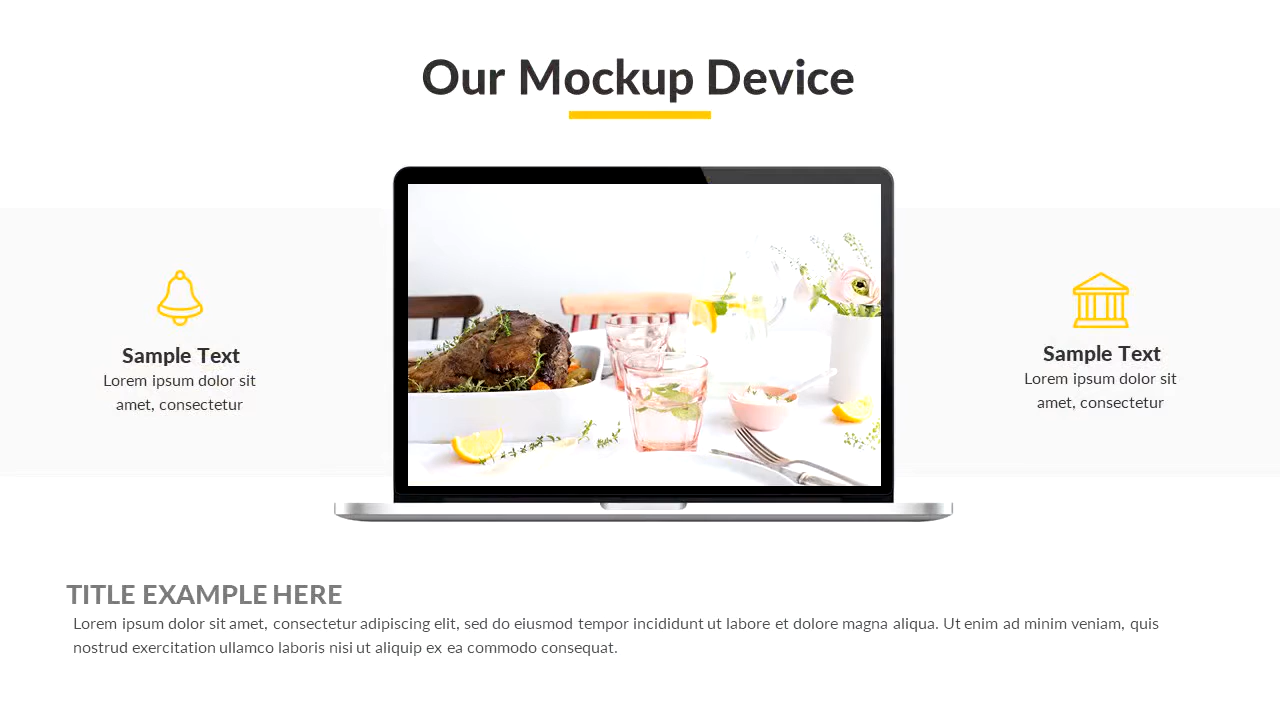 Our Mockup Device
Sample Text
Lorem ipsum dolor sit
amet, consectetur
Sample Text
Lorem ipsum dolor sit
amet, consectetur
TITLE EXAMPLE HERE
Lorem ipsum dolor sit amet, consectetur adipiscing elit, sed do eiusmod tempor incididunt ut labore et dolore magna aliqua. Ut enim ad minim veniam, quis
nostrud exercitation ullamco laboris nisi ut aliquip ex ea commodo consequat.